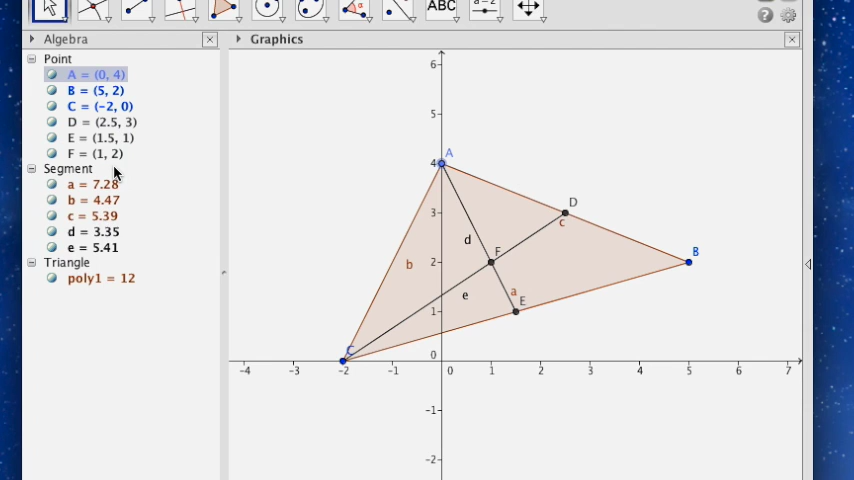 ABC
a=2
?
Algebra
Graphics
Point
A = (0, 4)
B = (5, 2)
C = (−2, 0)
D = (2.5, 3)
E = (1.5, 1)
F = (1, 2)
Segment
a = 7.28
b = 4.47
c = 5.39
d = 3.35
e = 5.41
Triangle
poly1 = 12
6
5
A
4
D
3
c
d
F
B
b
2
e
a
E
1
C
0
−4 −3 −2 −1 0 1 2 3 4 5 6 7
−1
−2